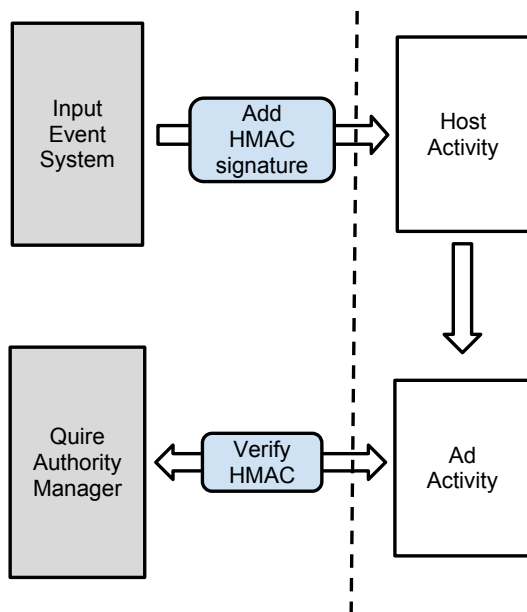 Input
Event
System
Add
HMAC
signature
Host
Activity
Quire
Authority
Manager
Verify
HMAC
Ad
Activity